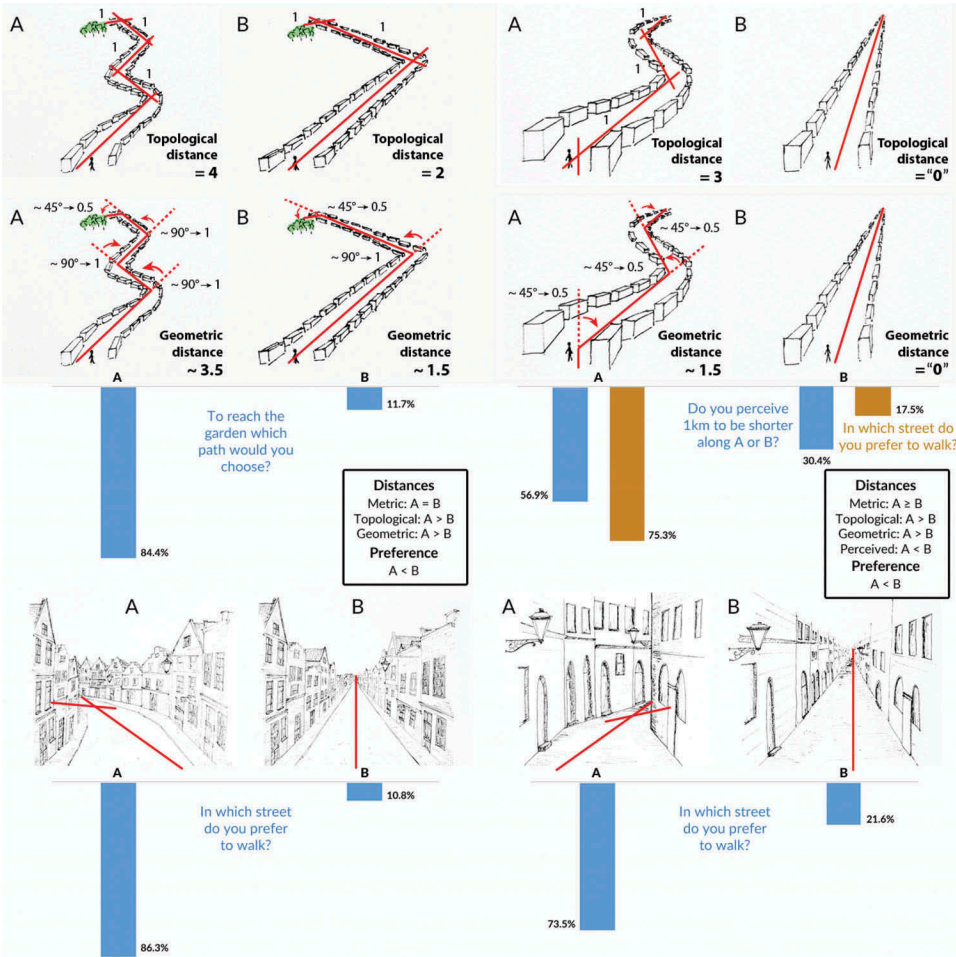 A
1
1
1
1
Topological
distance
= 4
B
1
1
Topological
distance
= 2
A
1
1
1
Topological
distance
= 3
B
Topological
distance
="0"
A
~ 45° → 0.5
~ 90° → 1
~ 90° → 1
~ 90° → 1
Geometric
distance
~ 3.5
B
~ 45° → 0.5
~ 90° → 1
Geometric
distance
~ 1.5
A
~ 45° → 0.5
~ 45° → 0.5
~ 45° → 0.5
Geometric
distance
~ 1.5
B
Geometric
distance
="0"
A
B
84.4%
11.7%
To reach the
garden which
path would you
choose?
Distances
Metric: A = B
Topological: A > B
Geometric: A > B
Preference
A < B
A
B
56.9%
75.3%
Do you perceive
1km to be shorter
along A or B?
30.4%
17.5%
In which street do
you prefer to walk?
Distances
Metric: A ≥ B
Topological: A > B
Geometric: A > B
Perceived: A < B
Preference
A < B
A
B
A
B
A
B
86.3%
10.8%
In which street
do you prefer
to walk?
A
B
73.5%
21.6%
In which street
do you prefer
to walk?